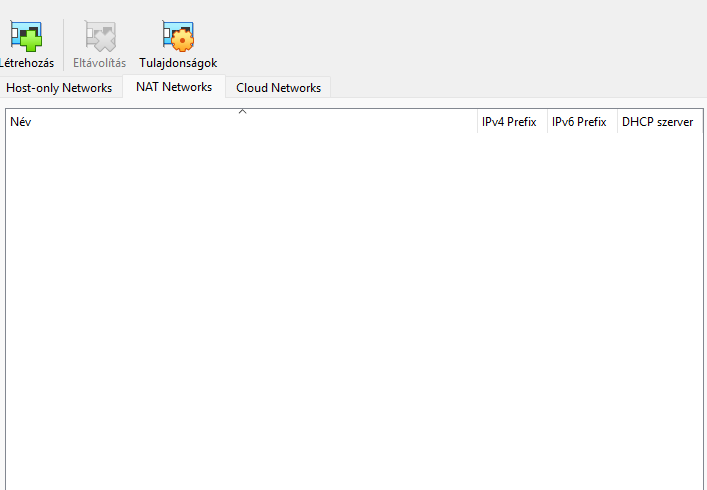 Létrehozás Eltávolítás Tulajdonságok
Host-only Networks NAT Networks Cloud Networks
Név IPv4 Prefix IPv6 Prefix DHCP szerver